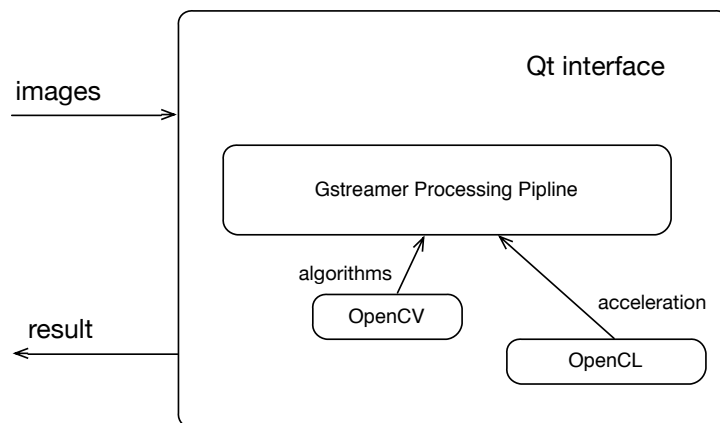 Qt interface
images
Gstreamer Processing Pipline
algorithms
acceleration
OpenCV
result
OpenCL